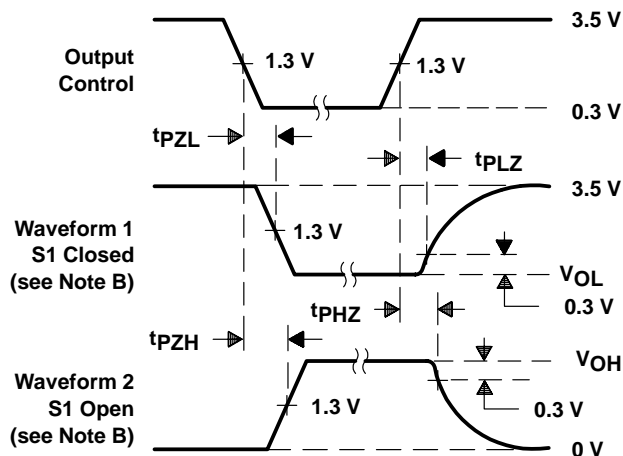 3.5 V
Output
Control
1.3 V
1.3 V
0.3 V
tPZL
tPLZ
3.5 V
Waveform 1
S1 Closed
(see Note B)
1.3 V
VOL
0.3 V
tPHZ
tPZH
VOH
Waveform 2
S1 Open
(see Note B)
1.3 V
0.3 V
0 V